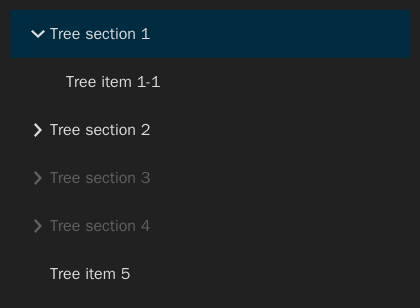 Tree section 1
Tree item 1-1
Tree section 2
Tree section 3
Tree section 4
Tree item 5